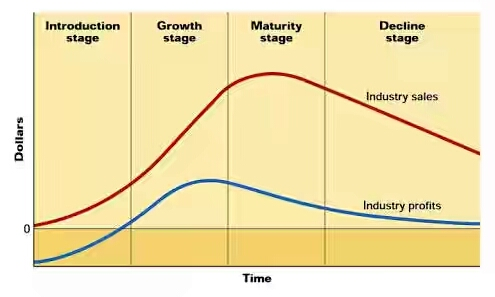 Introduction
stage
Growth
stage
Maturity
stage
Decline
stage
Industry sales
Dollars
Industry profits
0
Time